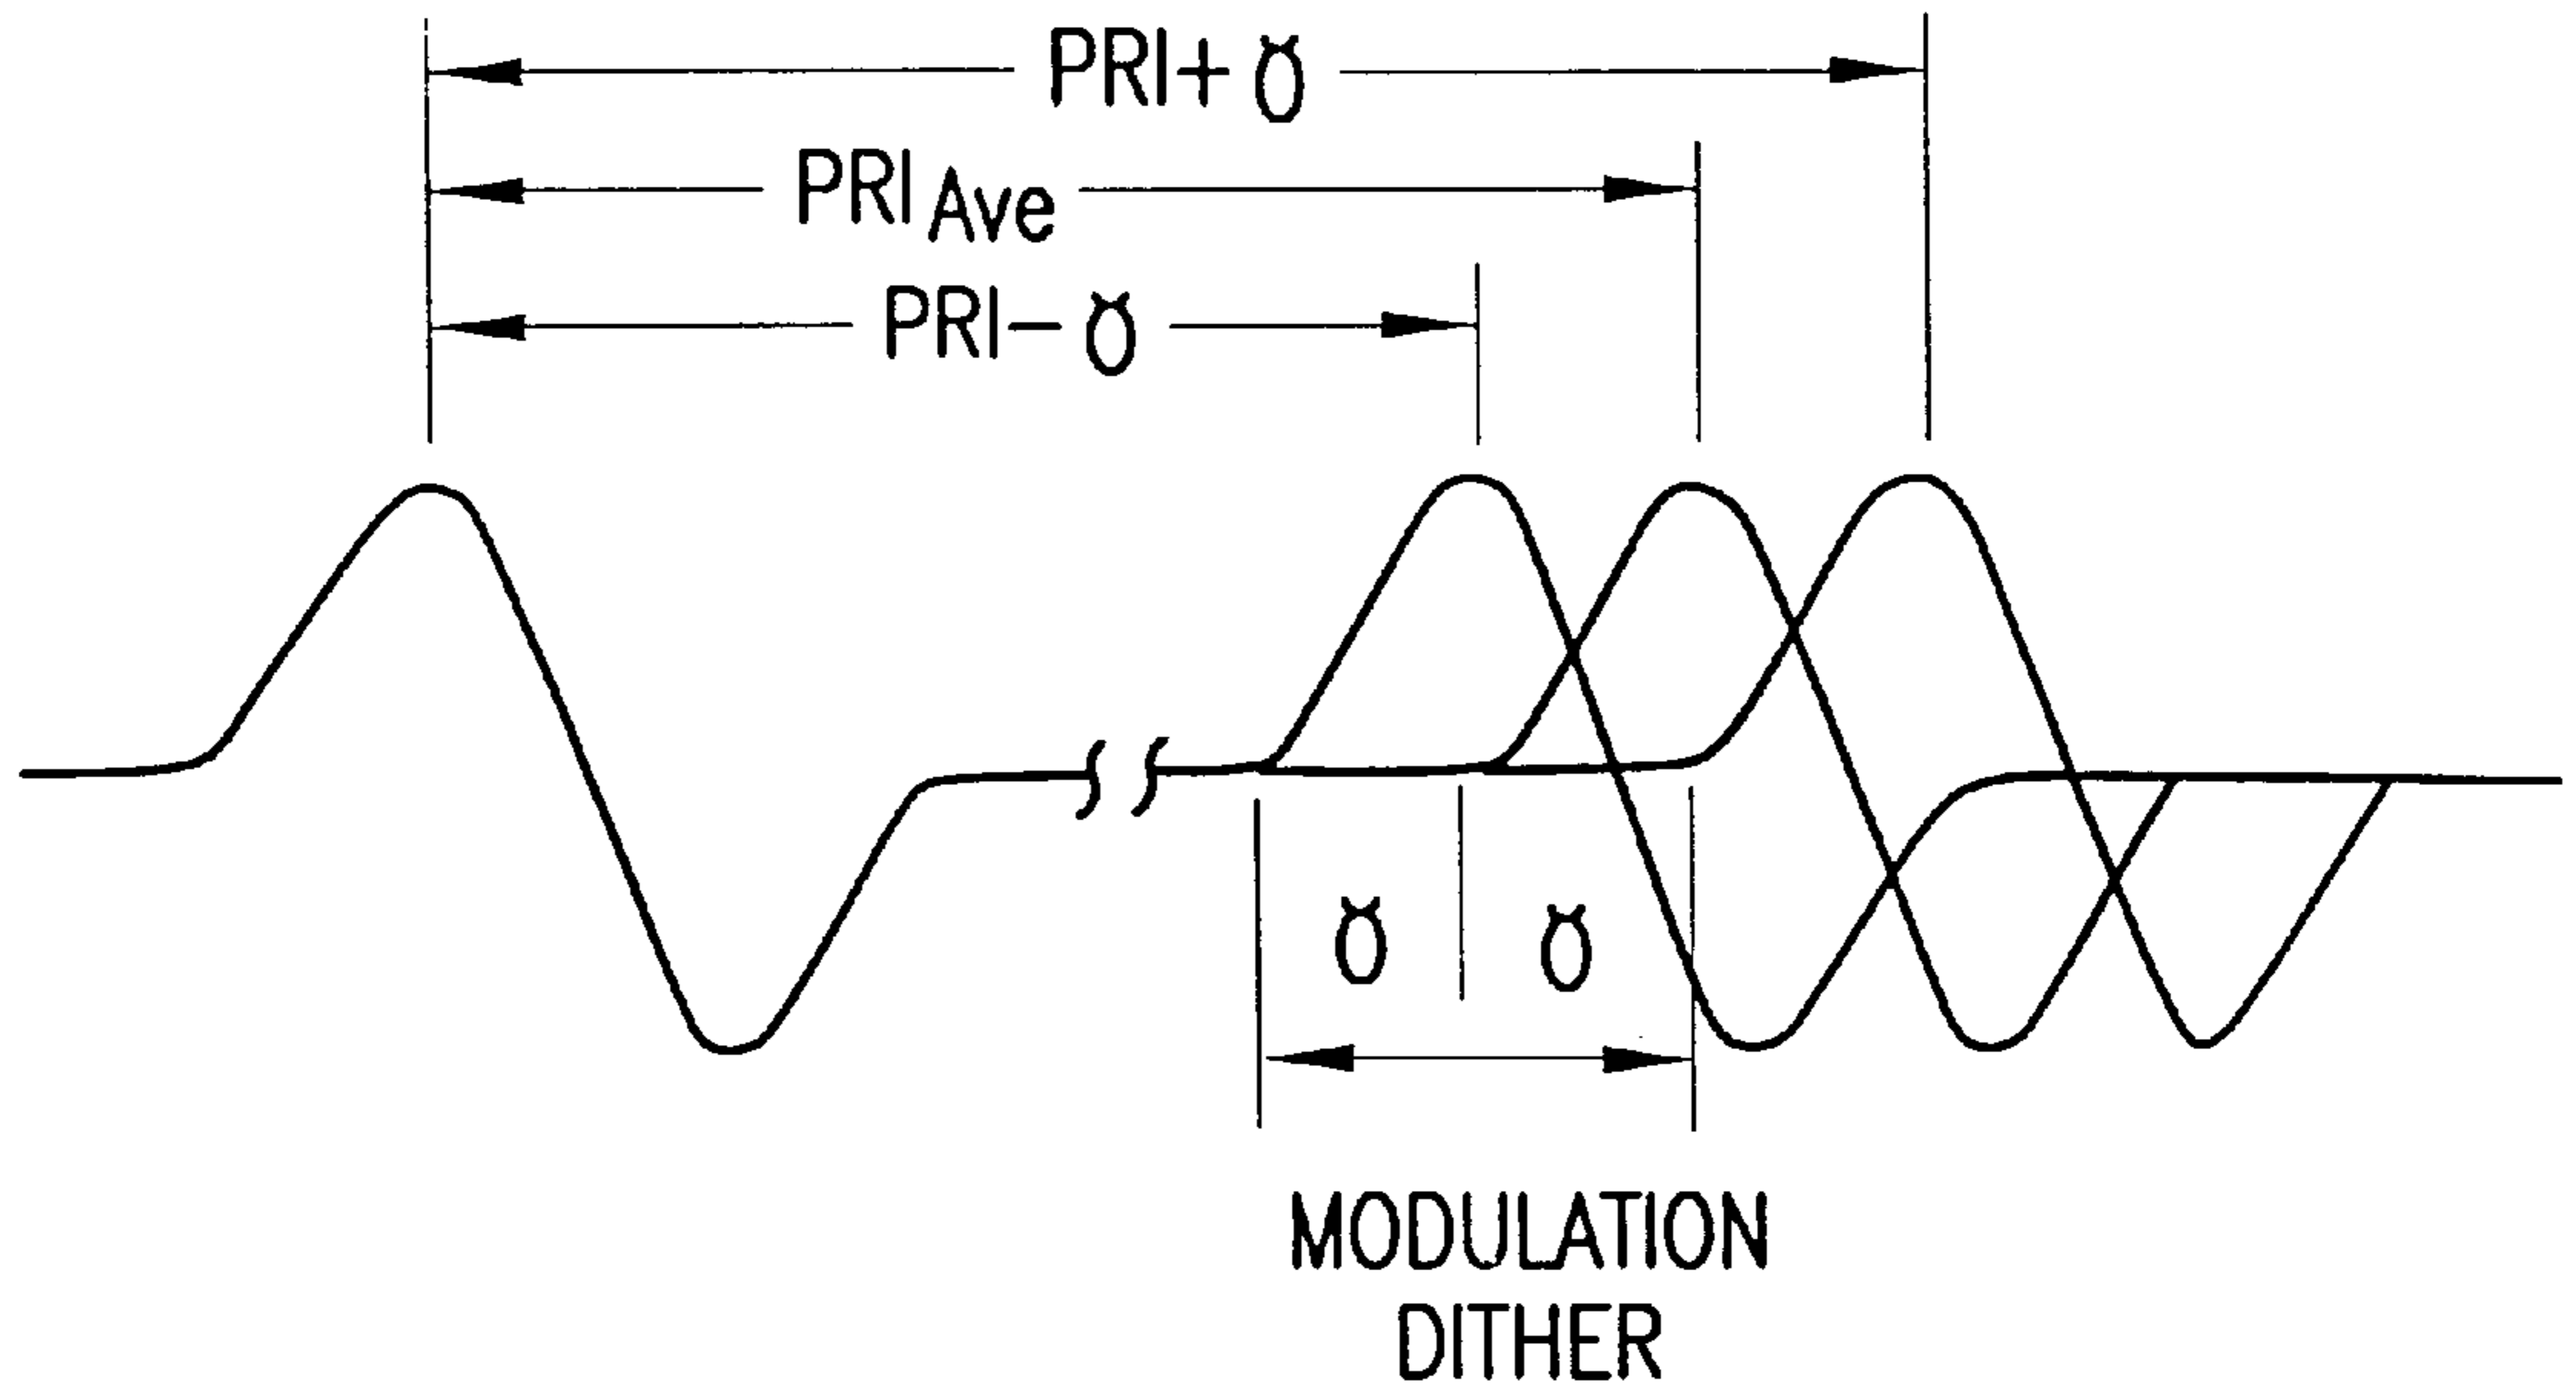 PRI+ ŏ
PRI Ave
PRI- ŏ
ŏ ŏ
MODULATION
DITHER